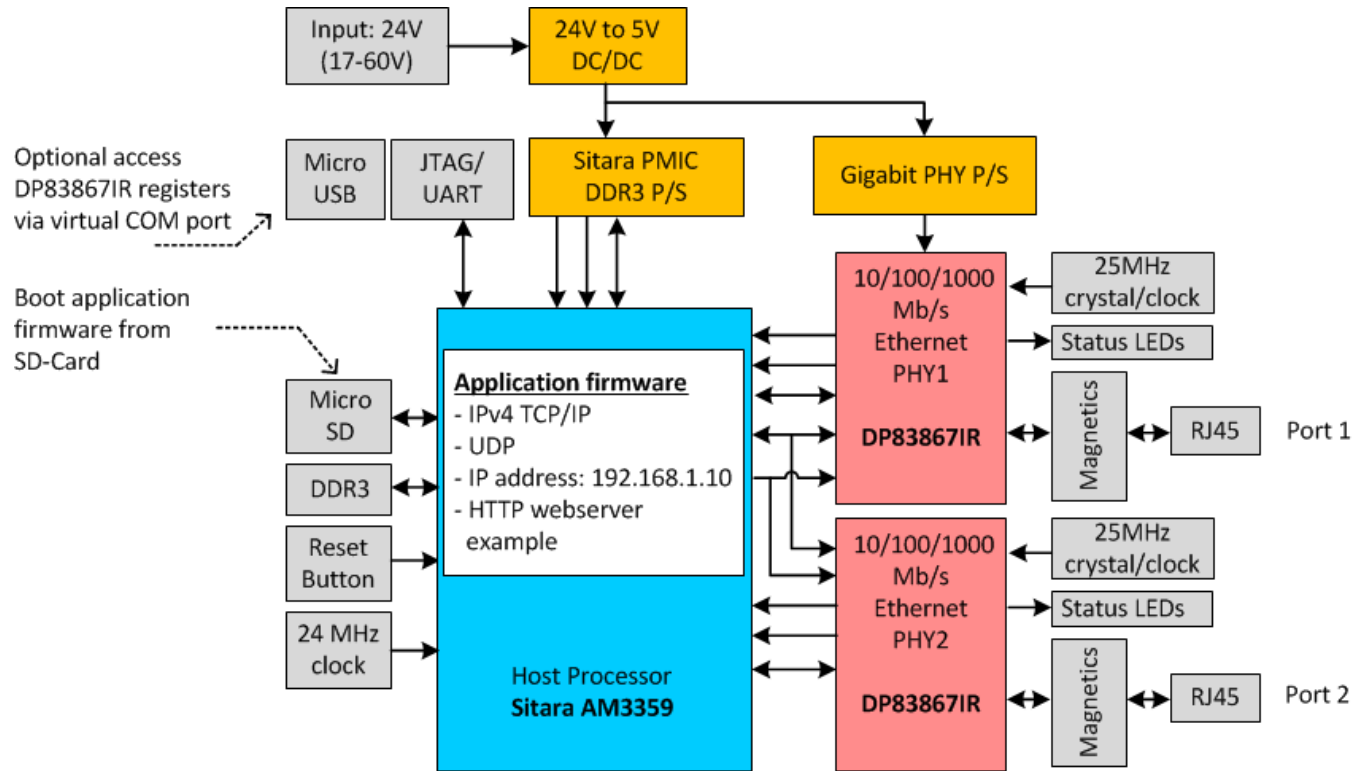 Input: 24V
(17-60V)
24V to 5V
DC/DC
Optional access
DP83867IR registers
via virtual COM port
Micro
USB
JTAG/
UART
Sitara PMIC
DDR3 P/S
Gigabit PHY P/S
Boot application
firmware from
SD-Card
Micro
SD
DDR3
Reset
Button
24 MHz
clock
Application firmware
- IPv4 TCP/IP
- UDP
- IP address: 192.168.1.10
- HTTP webserver
example
Host Processor
Sitara AM3359
10/100/1000
Mb/s
Ethernet
PHY1
DP83867IR
25MHz
crystal/clock
Status LEDs
Magnetics
RJ45
Port 1
10/100/1000
Mb/s
Ethernet
PHY2
DP83867IR
25MHz
crystal/clock
Status LEDs
Magnetics
RJ45
Port 2